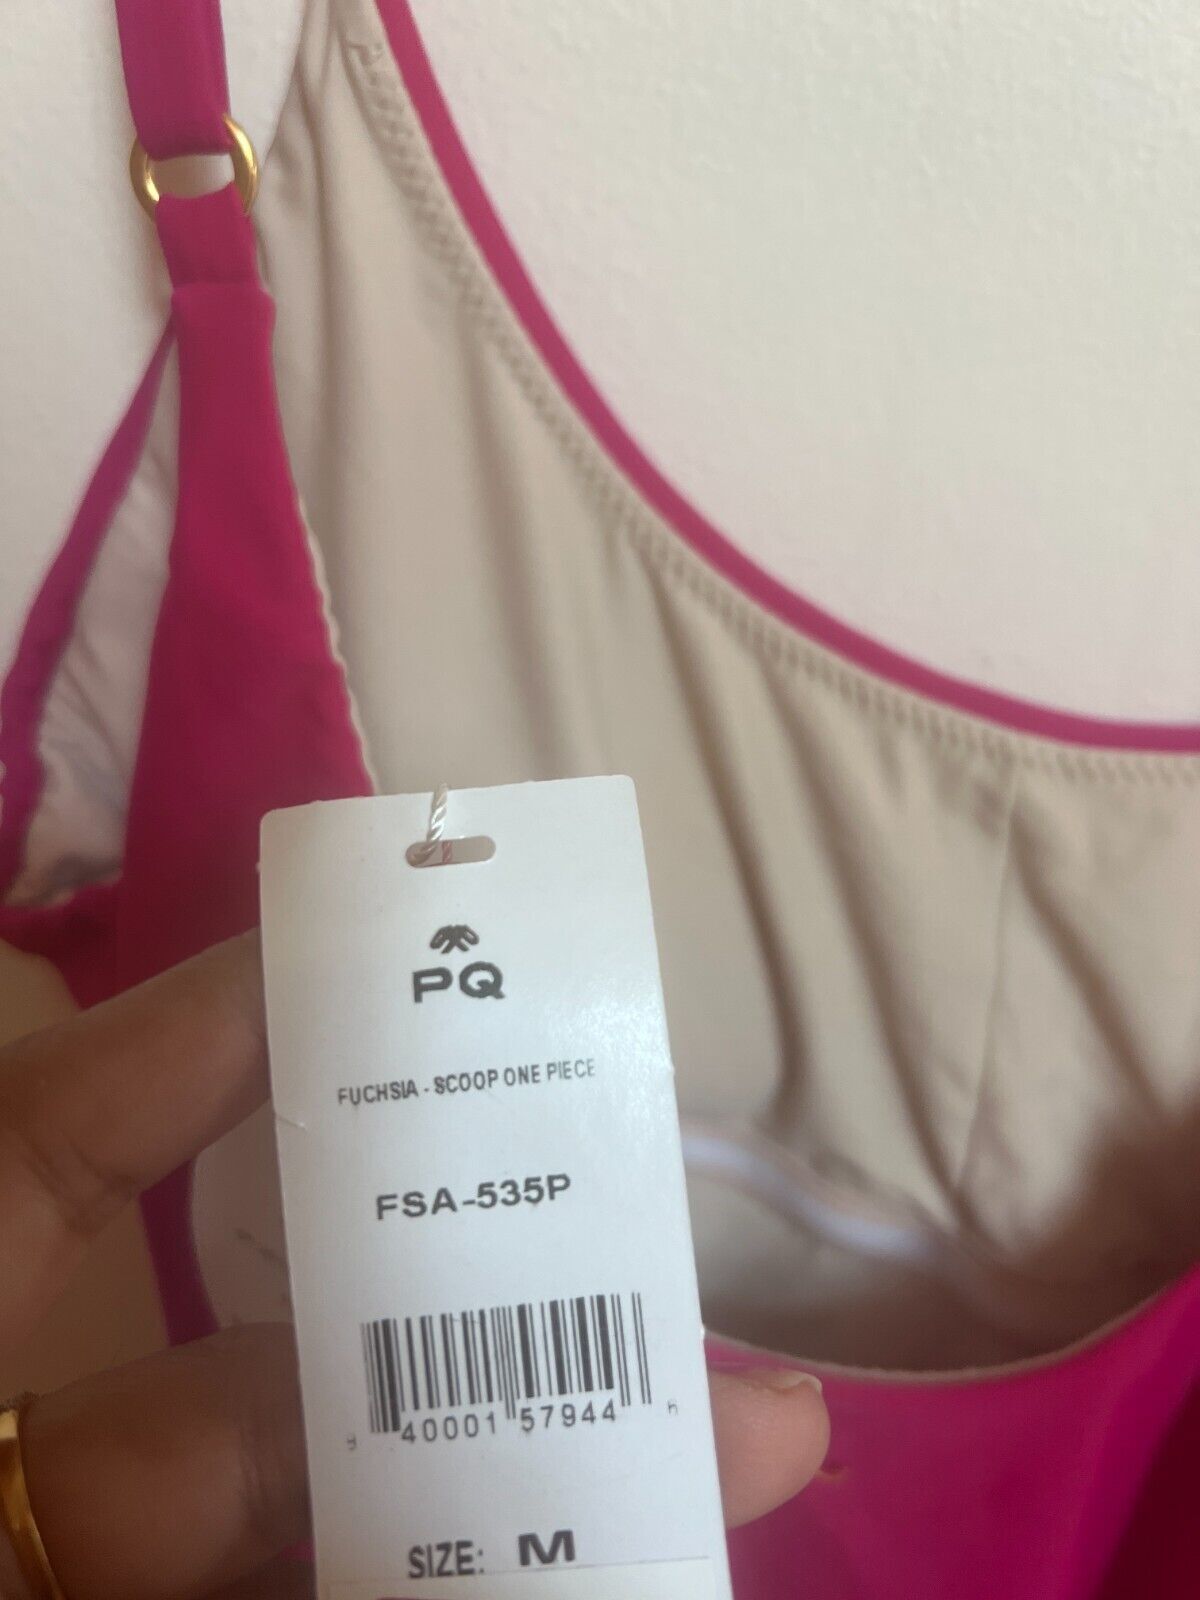 PQ
FUCHSIA - SCOOP ONE PIECE
FSA-535P
40001 57944
SIZE: M